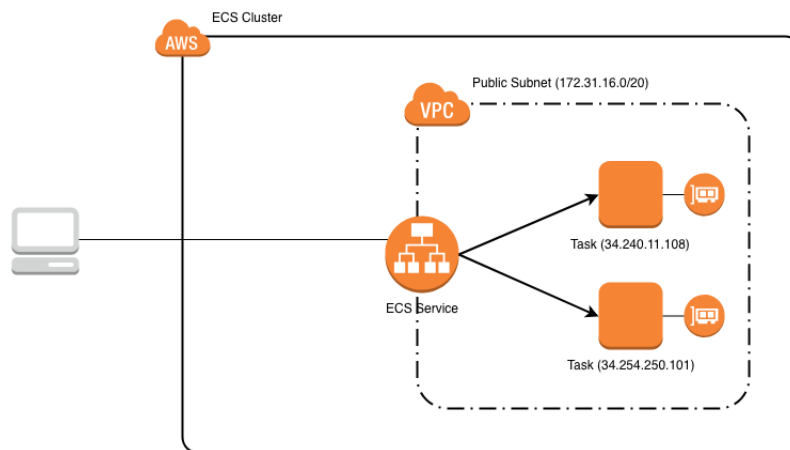 ECS Cluster
AWS
Public Subnet (172.31.16.0/20)
VPC
Task (34.240.11.108)
ECS Service
Task (34.254.250.101)